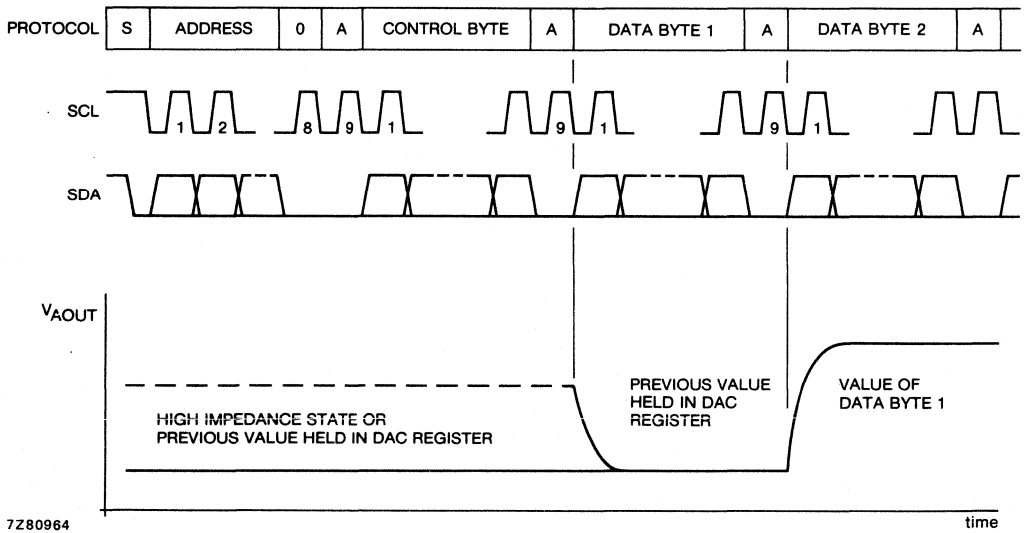 PROTOCOL S ADDRESS 0 A CONTROL BYTE A DATA BYTE 1 A DATA BYTE 2 A
SCL 1 2 8 9 1 9 1 9 1
SDA
VAOUT
PREVIOUS VALUE
HELD IN DAC
REGISTER
VALUE OF
DATA BYTE 1
HIGH IMPEDANCE STATE OR
PREVIOUS VALUE HELD IN DAC REGISTER
7Z80964
time